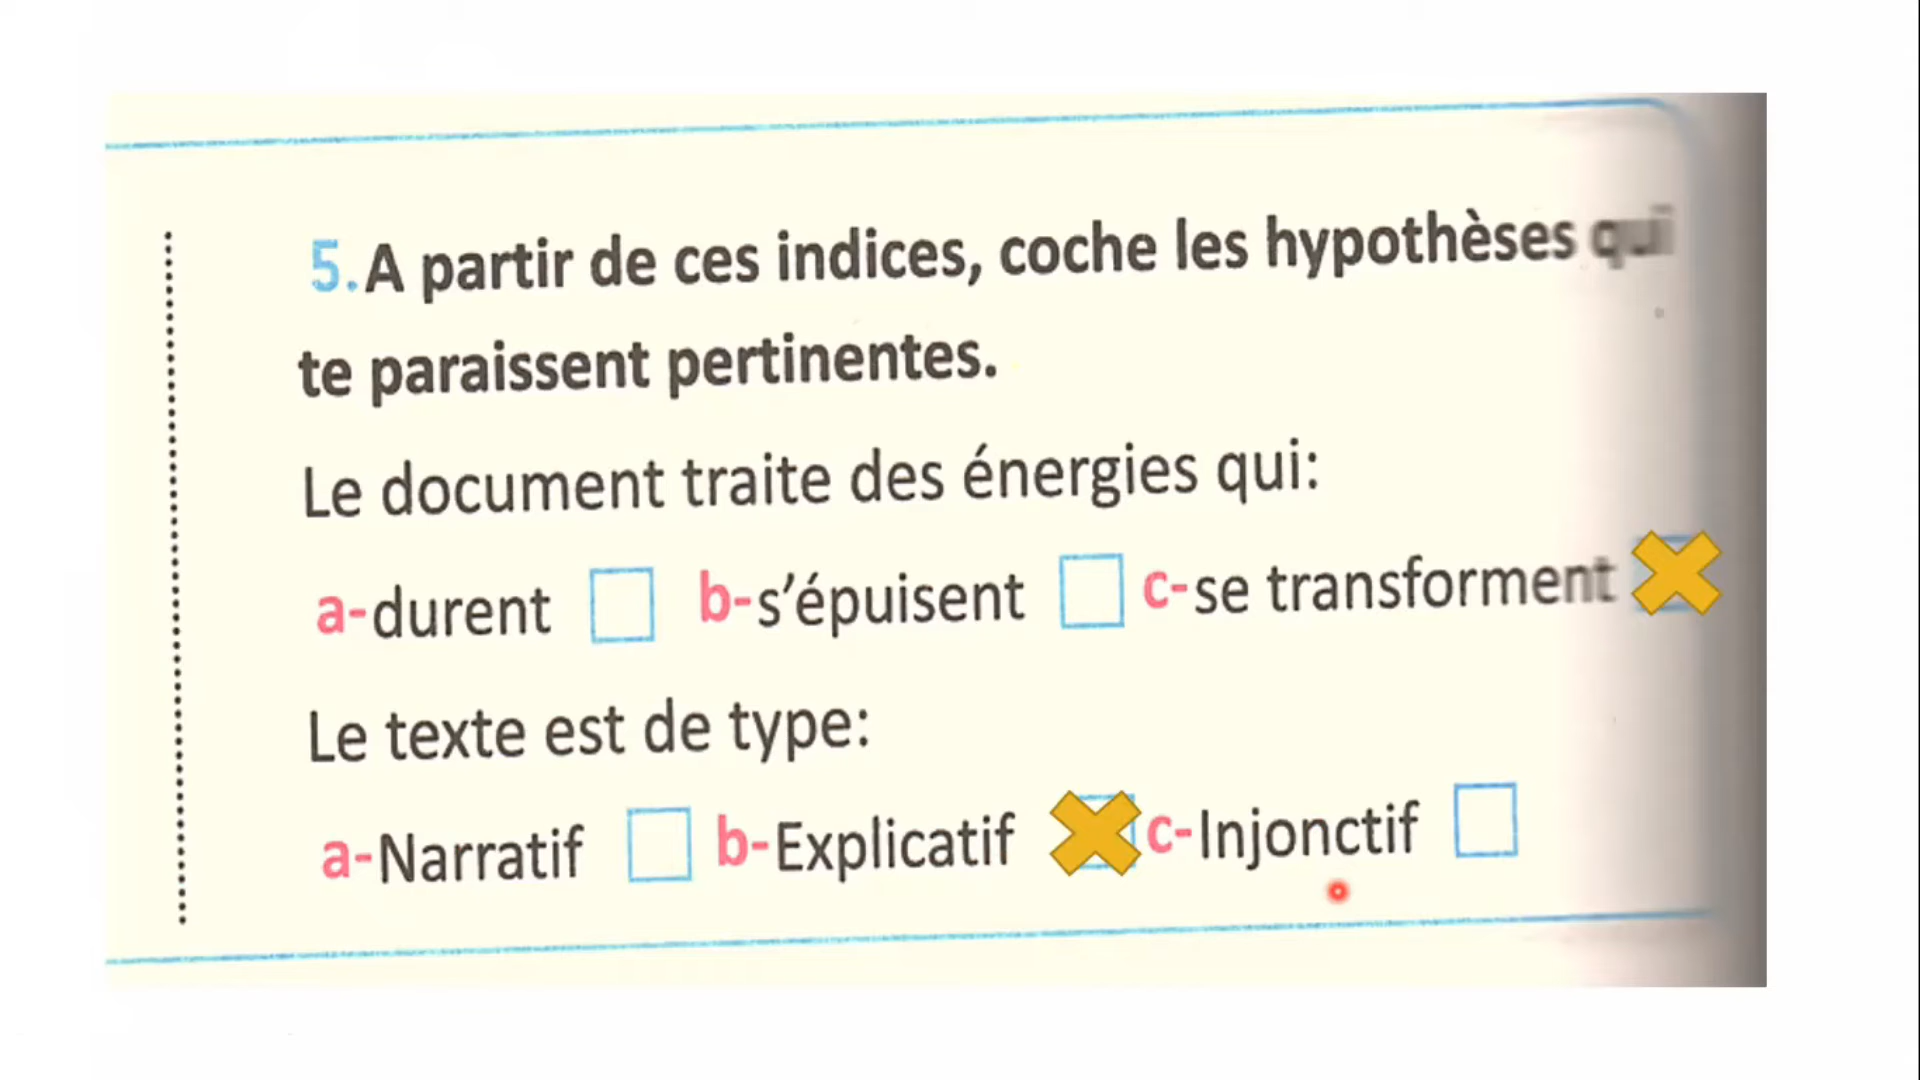 5.A partir de ces indices, coche les hypothèses qui
te paraissent pertinentes.
Le document traite des énergies qui:
a-durent b-s’épuisent c-se transforment
Le texte est de type:
a-Narratif b-Explicatif c-Injonctif